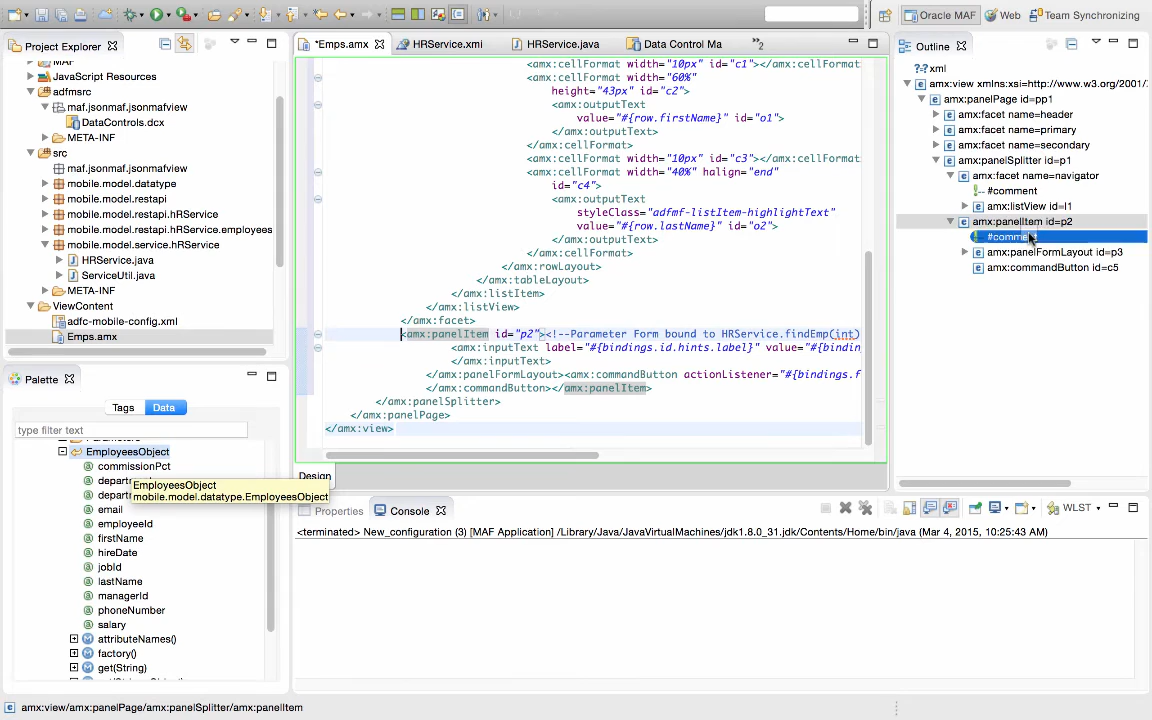 Oracle MAF
Web
Team Synchronizing
Project Explorer
MAF
JavaScript Resources
adfmsrc
maf.jsonmaf.jsonmafview
DataControls.dcx
META-INF
src
maf.jsonmaf.jsonmafview
mobile.model.datatype
mobile.model.restapi
mobile.model.restapi.hRService
mobile.model.restapi.hRService.employees
mobile.model.service.hRService
HRService.java
ServiceUtil.java
META-INF
ViewContent
adfc-mobile-config.xml
Emps.amx
Palette
Tags
Data
type filter text
EmployeesObject
commissionPct
depart
EmployeesObject
depart
mobile.model.datatype.EmployeesObject
email
employeeId
firstName
hireDate
jobId
lastName
managerId
phoneNumber
salary
attributeNames()
factory()
get(String)
*Emps.amx
HRService.xml
HRService.java
Data Control Ma
»2
<amx:cellFormat width="10px" id="c1"></amx:cellFormat
<amx:cellFormat width="60%"
height="43px" id="c2">
<amx:outputText
value="#{row.firstName}" id="o1">
</amx:outputText>
</amx:cellFormat>
<amx:cellFormat width="10px" id="c3"></amx:cellFormat
<amx:cellFormat width="40%" halign="end"
id="c4">
<amx:outputText
styleClass="adfmf-listItem-highlightText"
value="#{row.lastName}" id="o2">
</amx:outputText>
</amx:cellFormat>
</amx:rowLayout>
</amx:tableLayout>
</amx:listItem>
</amx:listView>
</amx:facet>
<amx:panelItem id="p2"><!--Parameter Form bound to HRService.findEmp(int)
<amx:inputText label="#{bindings.id.hints.label}" value="#{bindin
</amx:inputText>
</amx:panelFormLayout><amx:commandButton actionListener="#{bindings.f
</amx:commandButton></amx:panelItem>
</amx:panelSplitter>
</amx:panelPage>
</amx:view>
Design
Properties
Console
WLST
<terminated> New_configuration (3) [MAF Application] /Library/Java/JavaVirtualMachines/jdk1.8.0_31.jdk/Contents/Home/bin/java (Mar 4, 2015, 10:25:43 AM)
Outline
?=? xml
amx:view xmlns:xsi=http://www.w3.org/2001/
amx:panelPage id=pp1
amx:facet name=header
amx:facet name=primary
amx:facet name=secondary
amx:panelSplitter id=p1
amx:facet name=navigator
#comment
amx:listView id=l1
amx:panelItem id=p2
#comme
amx:panelFormLayout id=p3
amx:commandButton id=c5
amx:view/amx:panelPage/amx:panelSplitter/amx:panelItem